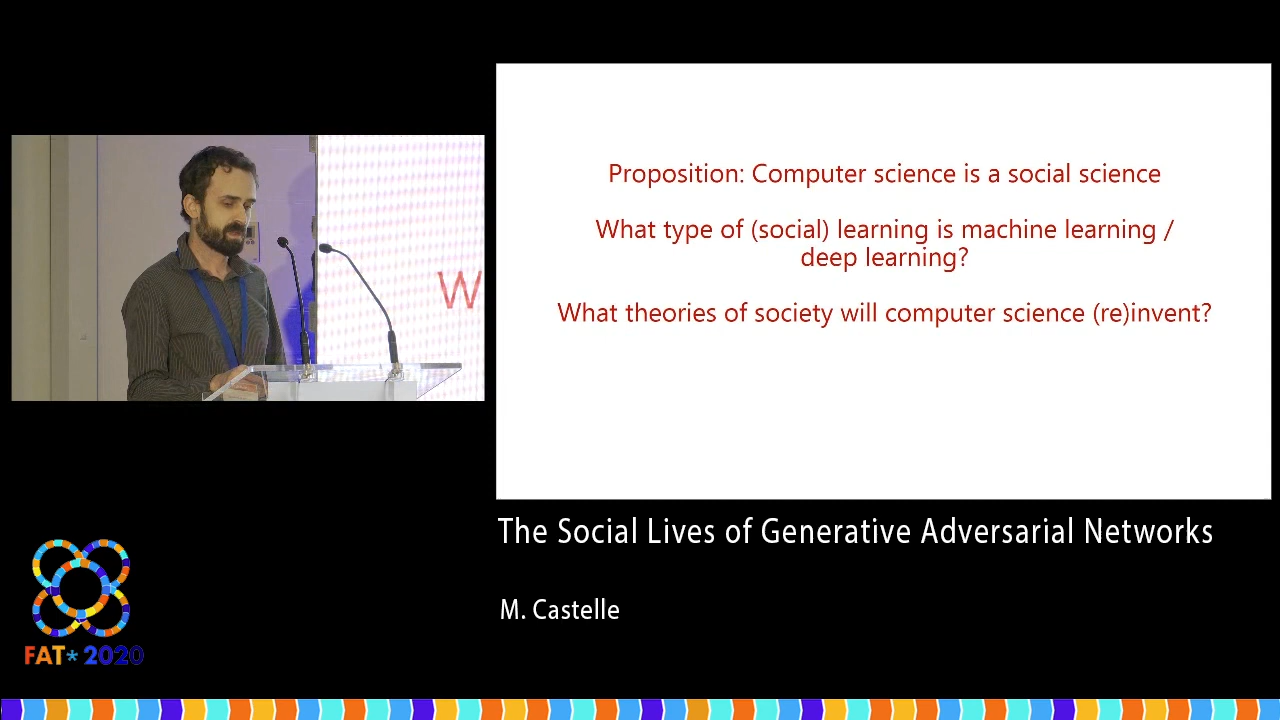 Proposition: Computer science is a social science
What type of (social) learning is machine learning /
deep learning?
What theories of society will computer science (re)invent?
W
The Social Lives of Generative Adversarial Networks
M. Castelle
FAT* 2020